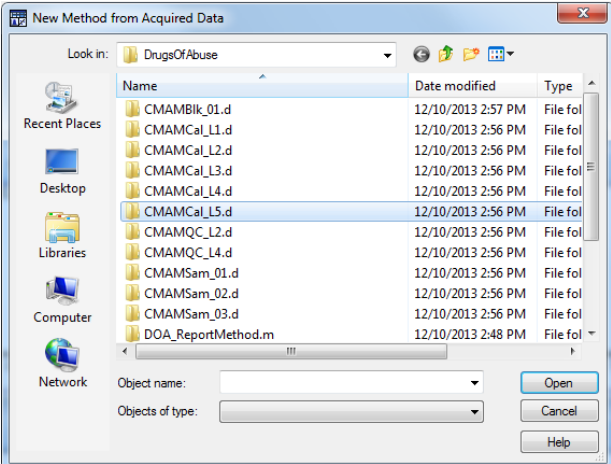 New Method from Acquired Data
Look in: DrugsOfAbuse
Name Date modified Type
CMAMBlk_01.d 12/10/2013 2:57 PM File fol
CMAMCal_L1.d 12/10/2013 2:56 PM File fol
CMAMCal_L2.d 12/10/2013 2:56 PM File fol
CMAMCal_L3.d 12/10/2013 2:56 PM File fol
CMAMCal_L4.d 12/10/2013 2:56 PM File fol
CMAMCal_L5.d 12/10/2013 2:56 PM File fol
CMAMQC_L2.d 12/10/2013 2:56 PM File fol
CMAMQC_L4.d 12/10/2013 2:56 PM File fol
CMAMSam_01.d 12/10/2013 2:56 PM File fol
CMAMSam_02.d 12/10/2013 2:56 PM File fol
CMAMSam_03.d 12/10/2013 2:56 PM File fol
DOA_ReportMethod.m 12/10/2013 2:48 PM File fol
Recent Places
Desktop
Libraries
Computer
Network
Object name: Open
Objects of type: Cancel
Help